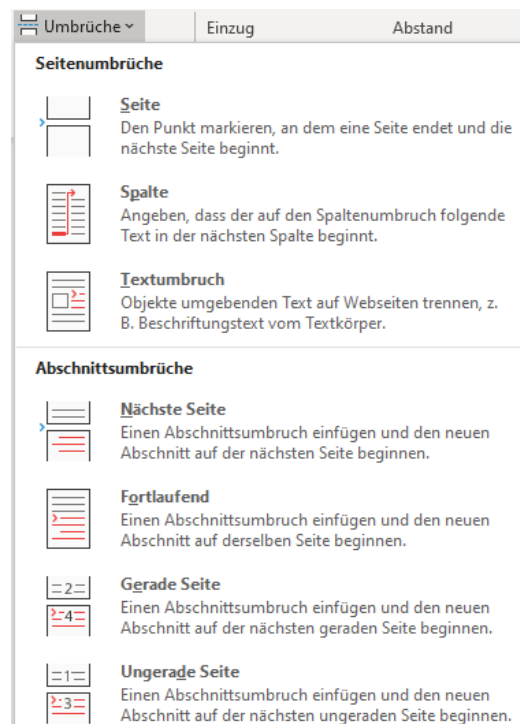 Umbrüche
Einzug
Abstand
Seitenumbrüche
Seite
Den Punkt markieren, an dem eine Seite endet und die
nächste Seite beginnt.
Spalte
Angeben, dass der auf den Spaltenumbruch folgende
Text in der nächsten Spalte beginnt.
Textumbruch
Objekte umgebenden Text auf Webseiten trennen, z.
B. Beschriftungstext vom Textkörper.
Abschnittsumbrüche
Nächste Seite
Einen Abschnittsumbruch einfügen und den neuen
Abschnitt auf der nächsten Seite beginnen.
Fortlaufend
Einen Abschnittsumbruch einfügen und den neuen
Abschnitt auf derselben Seite beginnen.
2
4
Gerade Seite
Einen Abschnittsumbruch einfügen und den neuen
Abschnitt auf der nächsten geraden Seite beginnen.
1
3
Ungerade Seite
Einen Abschnittsumbruch einfügen und den neuen
Abschnitt auf der nächsten ungeraden Seite beginnen.